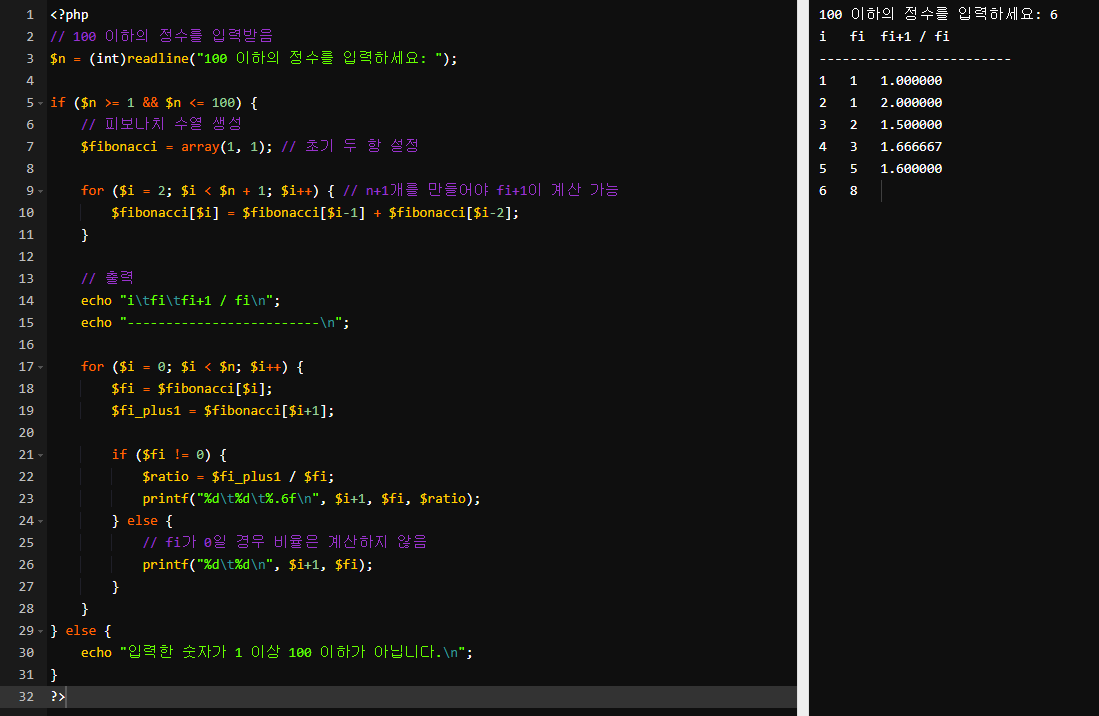 1 <?php
2 // 100 이하의 정수를 입력받음
3 $n = (int)readline("100 이하의 정수를 입력하세요: ");
4
5 if ($n >= 1 && $n <= 100) {
6     // 피보나치 수열 생성
7     $fibonacci = array(1, 1); // 초기 두 항 설정
8
9     for ($i = 2; $i < $n + 1; $i++) { // n+1개를 만들어야 fi+1이 계산 가능
10         $fibonacci[$i] = $fibonacci[$i-1] + $fibonacci[$i-2];
11     }
12
13     // 출력
14     echo "i\tfi\tfi+1 / fi\n";
15     echo "-------------------------\n";
16
17     for ($i = 0; $i < $n; $i++) {
18         $fi = $fibonacci[$i];
19         $fi_plus1 = $fibonacci[$i+1];
20
21         if ($fi != 0) {
22             $ratio = $fi_plus1 / $fi;
23             printf("%d\t%d\t%.6f\n", $i+1, $fi, $ratio);
24         } else {
25             // fi가 0일 경우 비율은 계산하지 않음
26             printf("%d\t%d\n", $i+1, $fi);
27         }
28     }
29 } else {
30     echo "입력한 숫자가 1 이상 100 이하가 아닙니다.\n";
31 }
32 ?>
100 이하의 정수를 입력하세요: 6
i fi fi+1 / fi
-------------------------
1 1 1.000000
2 1 2.000000
3 2 1.500000
4 3 1.666667
5 5 1.600000
6 8